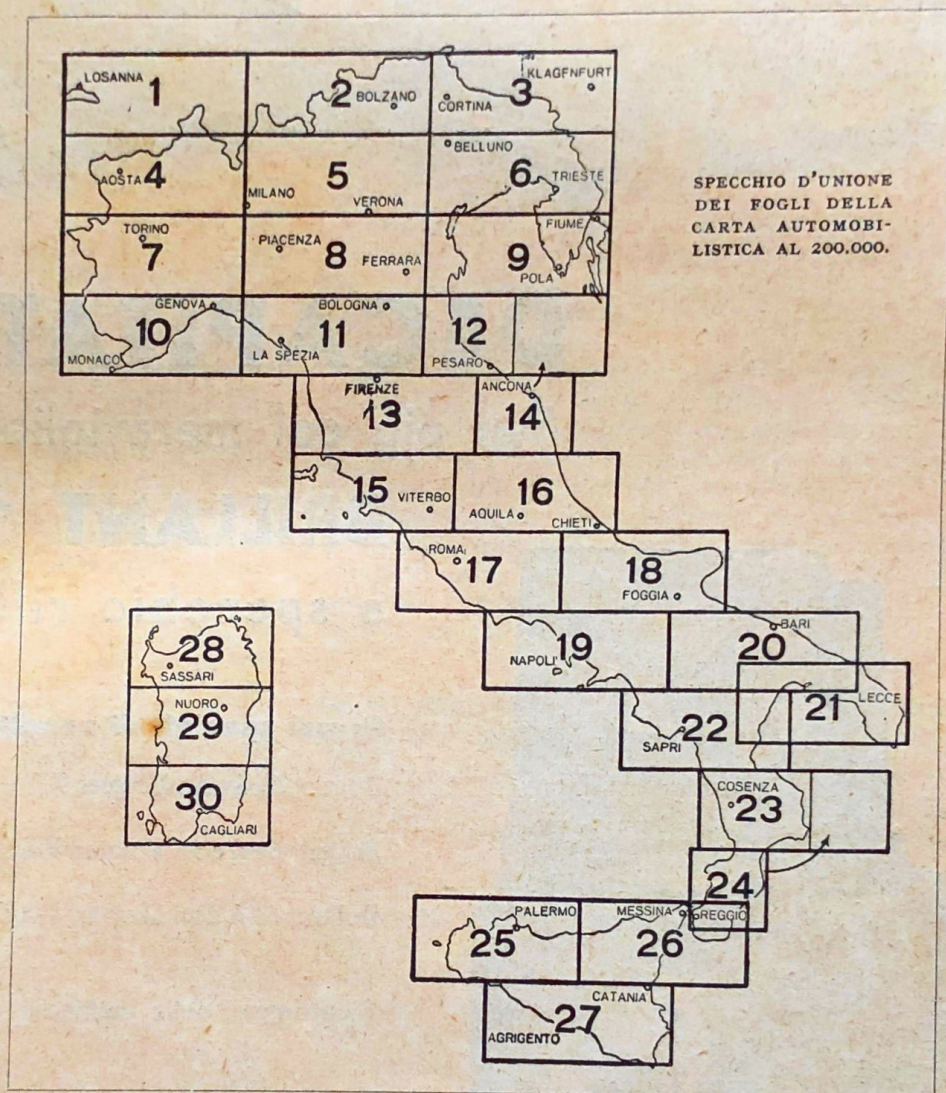 LOSANNA
1
2
BOLZANO
KLAGENFURT
3
CORTINA
BELLUNO
AOSTA
4
MILANO
5
VERONA
6
TRIESTE
SPECCHIO D'UNIONE
DEI FOGLI DELLA
CARTA AUTOMOBI-
LISTICA AL 200.000.
TORINO
7
PIACENZA
8
FERRARA
FIUME
9
POLA
GENOVA
10
MONACO
BOLOGNA
11
LA SPEZIA
12
PESARO
FIRENZE
13
ANCONA
14
15
VITERBO
16
AQUILA
CHIETI
ROMA
17
18
FOGGIA
19
NAPOLI
BARI
20
21
LECCE
22
SAPRI
COSENZA
23
24
REGGIO
PALERMO
25
MESSINA
26
CATANIA
27
AGRIGENTO
28
SASSARI
NUORO
29
30
CAGLIARI